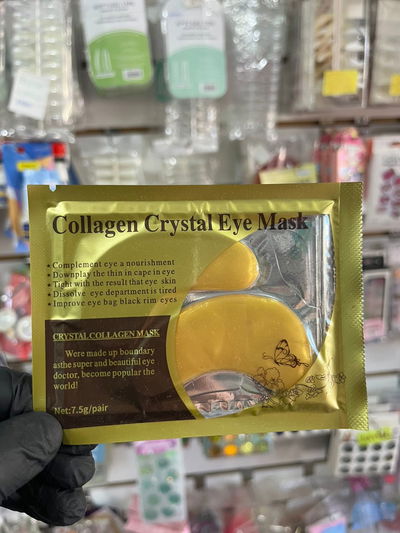 Collagen Crystal Eye Mask
★Complement eye a nourishment
★Downplay the thin in cape in eye
★Tight with the result that eye skin
★Dissolve eye department is tired
★Improve eye bag black rim eyes
CRYSTAL COLLAGEN MASK
Were made up boundary
asthe super and beautiful eye
doctor, become popular the
world!
Net:7.5g/pair